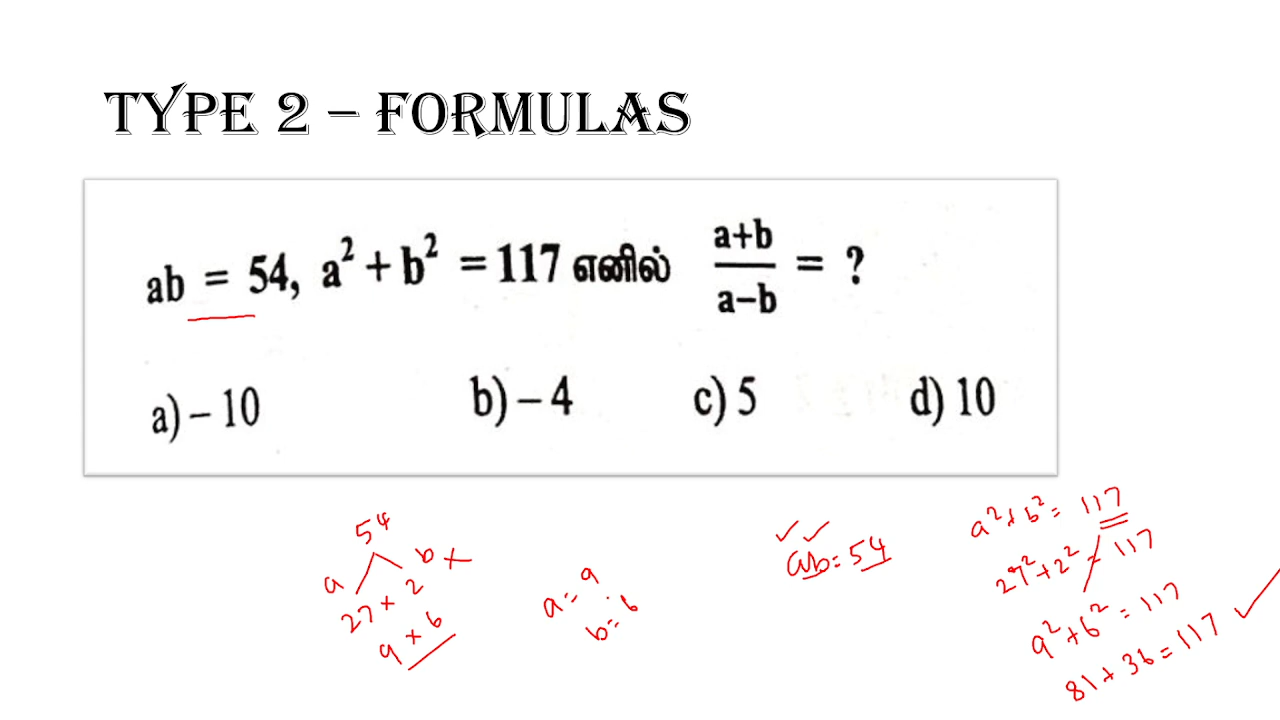 TYPE 2 – FORMULAS
ab = 54, a² + b² = 117 எனில் a+b/a−b = ?
a) – 10 b) – 4 c) 5 d) 10
54
a b ×
27 × 2
9 × 6
a = 9
b = 6
ab = 54
a² + b² = 117
27² + 2² = 117
9² + 6² = 117
81 + 36 = 117